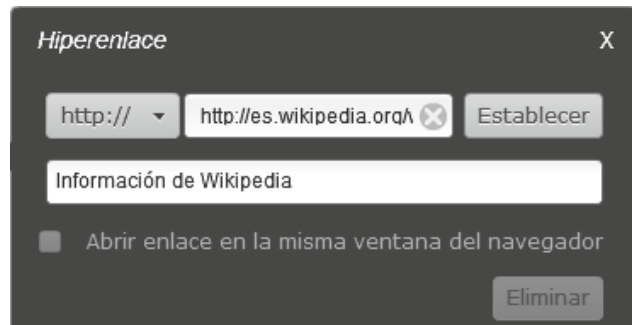 Hiperenlace X
http:// http://es.wikipedia.org/ Establecer
Información de Wikipedia
Abrir enlace en la misma ventana del navegador
Eliminar